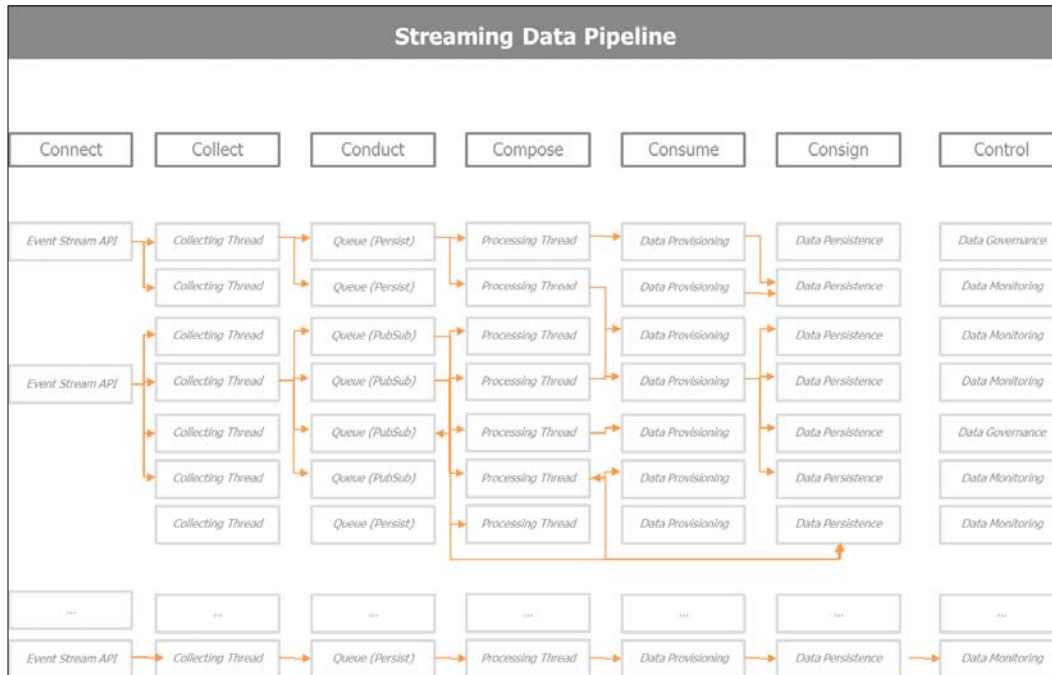 Streaming Data Pipeline
Connect Collect Conduct Compose Consume Consign Control
Event Stream API Collecting Thread Queue (Persist) Processing Thread Data Provisioning Data Persistence Data Governance
Collecting Thread Queue (Persist) Processing Thread Data Provisioning Data Persistence Data Monitoring
Collecting Thread Queue (PubSub) Processing Thread Data Provisioning Data Persistence Data Monitoring
Event Stream API Collecting Thread Queue (PubSub) Processing Thread Data Provisioning Data Persistence Data Monitoring
Collecting Thread Queue (PubSub) Processing Thread Data Provisioning Data Persistence Data Governance
Collecting Thread Queue (PubSub) Processing Thread Data Provisioning Data Persistence Data Monitoring
Collecting Thread Queue (Persist) Processing Thread Data Provisioning Data Persistence Data Monitoring
... ... ... ... ... ... ...
Event Stream API Collecting Thread Queue (Persist) Processing Thread Data Provisioning Data Persistence Data Monitoring